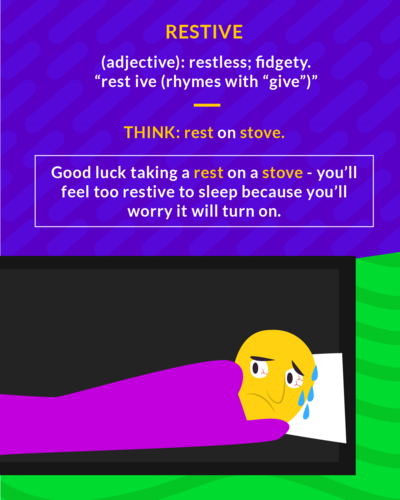 RESTIVE
(adjective): restless; fidgety.
“rest ive (rhymes with “give”)”
THINK: rest on stove.
Good luck taking a rest on a stove - you’ll
feel too restive to sleep because you’ll
worry it will turn on.